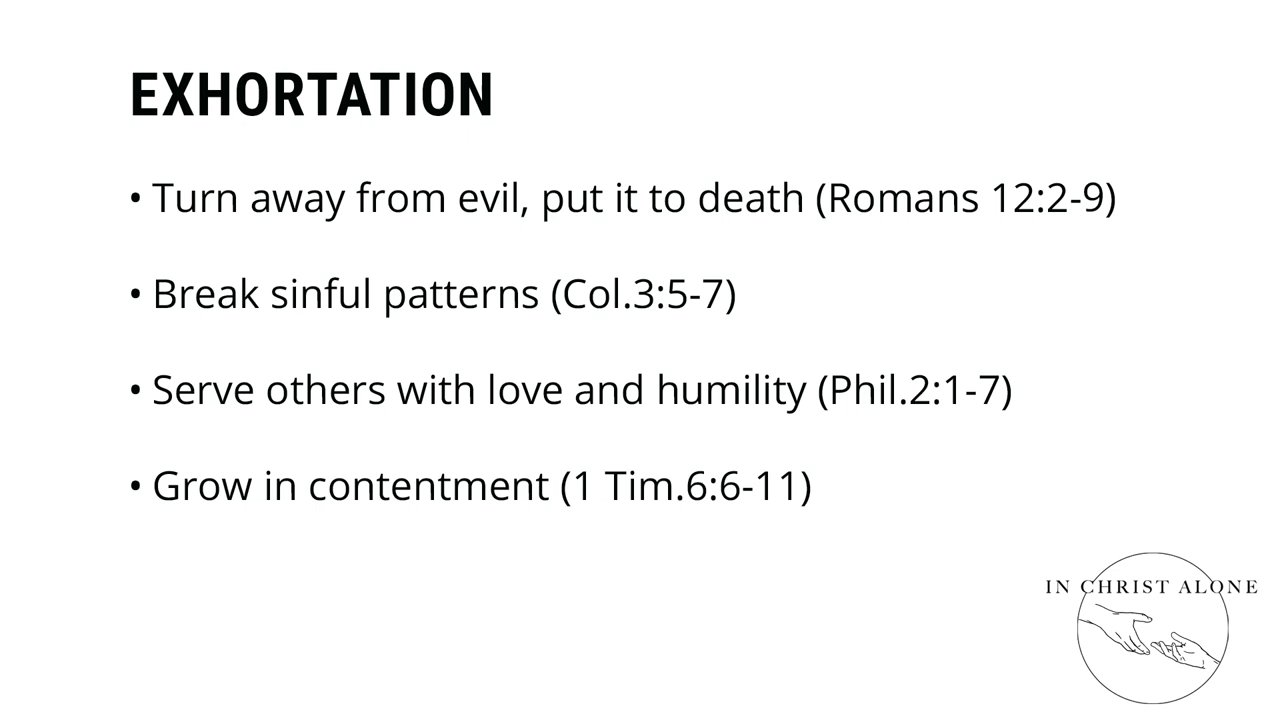 EXHORTATION
• Turn away from evil, put it to death (Romans 12:2-9)
• Break sinful patterns (Col.3:5-7)
• Serve others with love and humility (Phil.2:1-7)
• Grow in contentment (1 Tim.6:6-11)
IN CHRIST ALONE